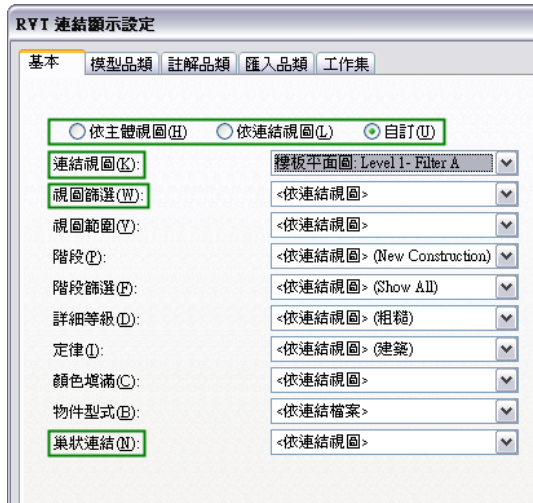 RVT 連結顯示設定
基本 模型品類 註解品類 匯入品類 工作集
依主體視圖(H) 依連結視圖(L) 自訂(U)
連結視圖(K): 樓板平面圖: Level 1- Filter A
視圖篩選(W): <依連結視圖>
視圖範圍(V): <依連結視圖>
階段(P): <依連結視圖> (New Construction)
階段篩選(F): <依連結視圖> (Show All)
詳細等級(D): <依連結視圖> (粗糙)
定律(I): <依連結視圖> (建築)
顏色填滿(C): <依連結視圖>
物件型式(B): <依連結檔案>
巢狀連結(N): <依連結視圖>